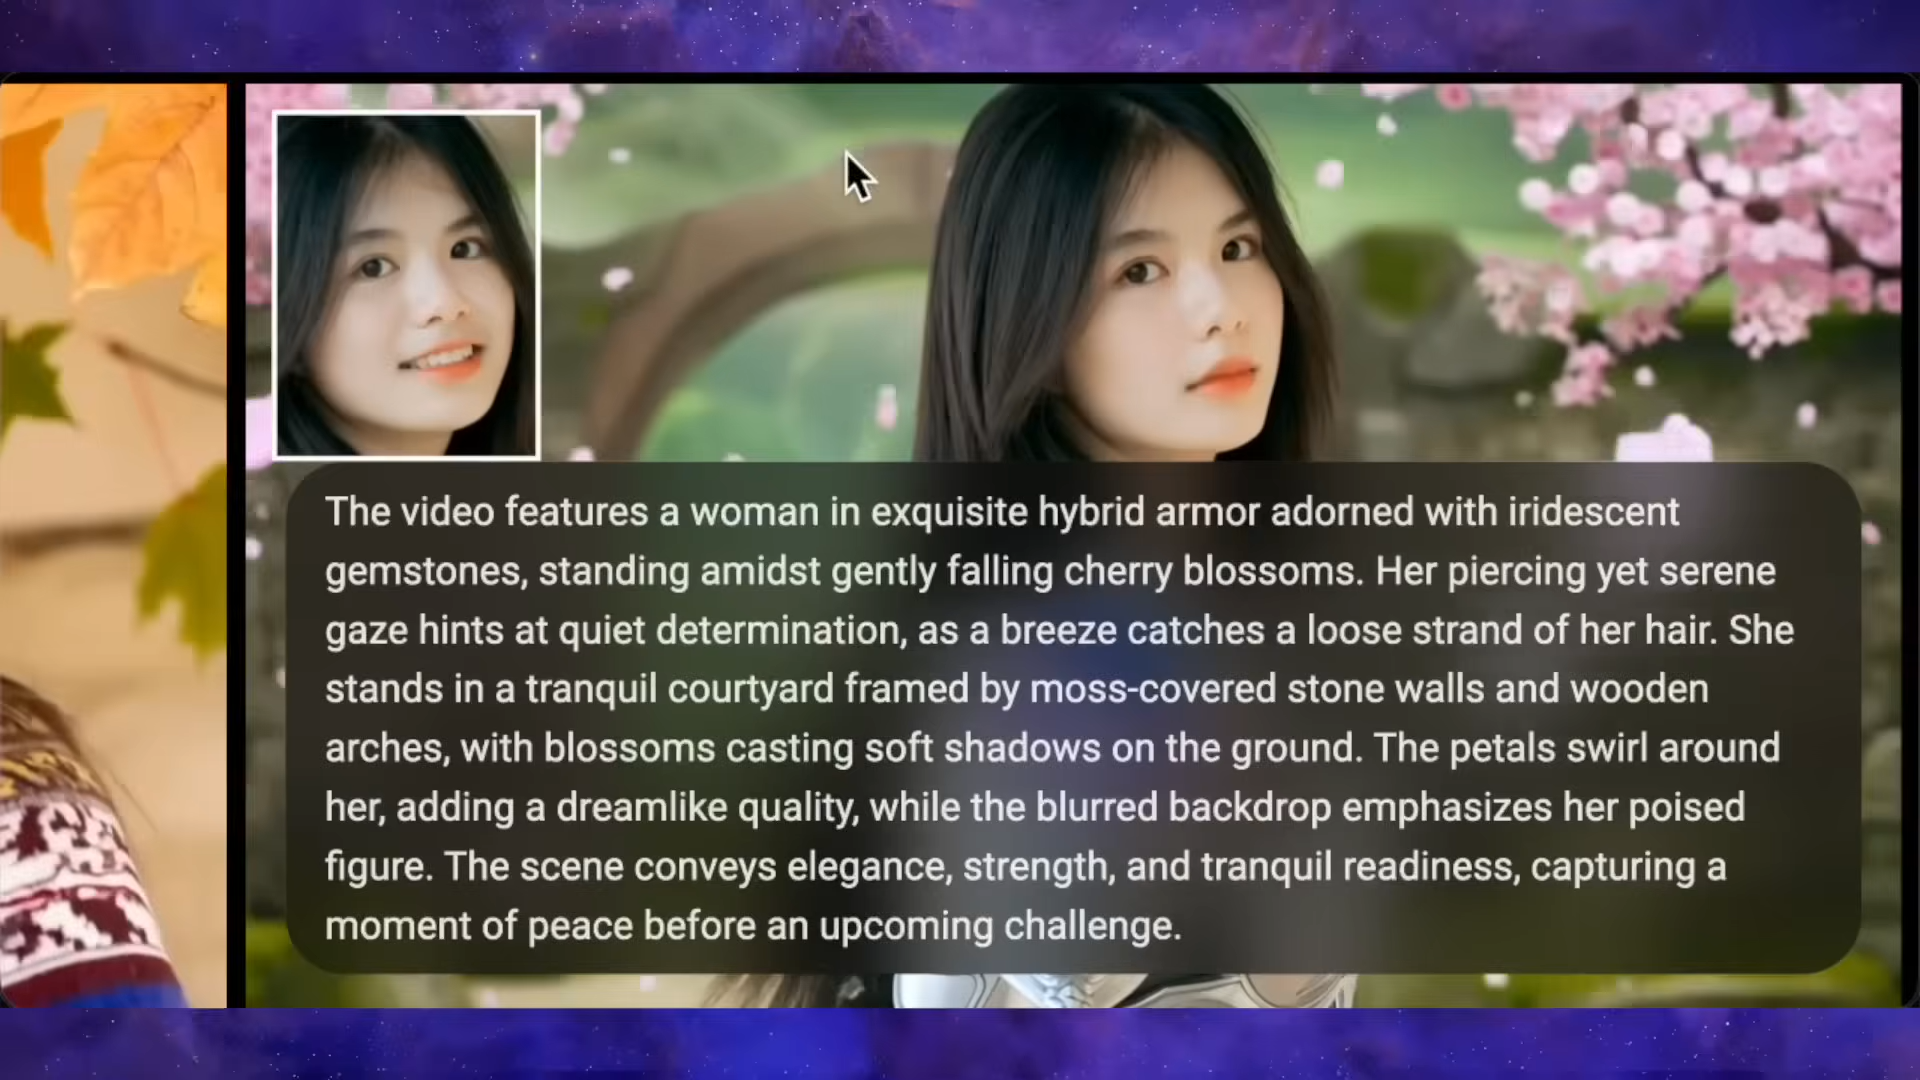 The video features a woman in exquisite hybrid armor adorned with iridescent
gemstones, standing amidst gently falling cherry blossoms. Her piercing yet serene
gaze hints at quiet determination, as a breeze catches a loose strand of her hair. She
stands in a tranquil courtyard framed by moss-covered stone walls and wooden
arches, with blossoms casting soft shadows on the ground. The petals swirl around
her, adding a dreamlike quality, while the blurred backdrop emphasizes her poised
figure. The scene conveys elegance, strength, and tranquil readiness, capturing a
moment of peace before an upcoming challenge.